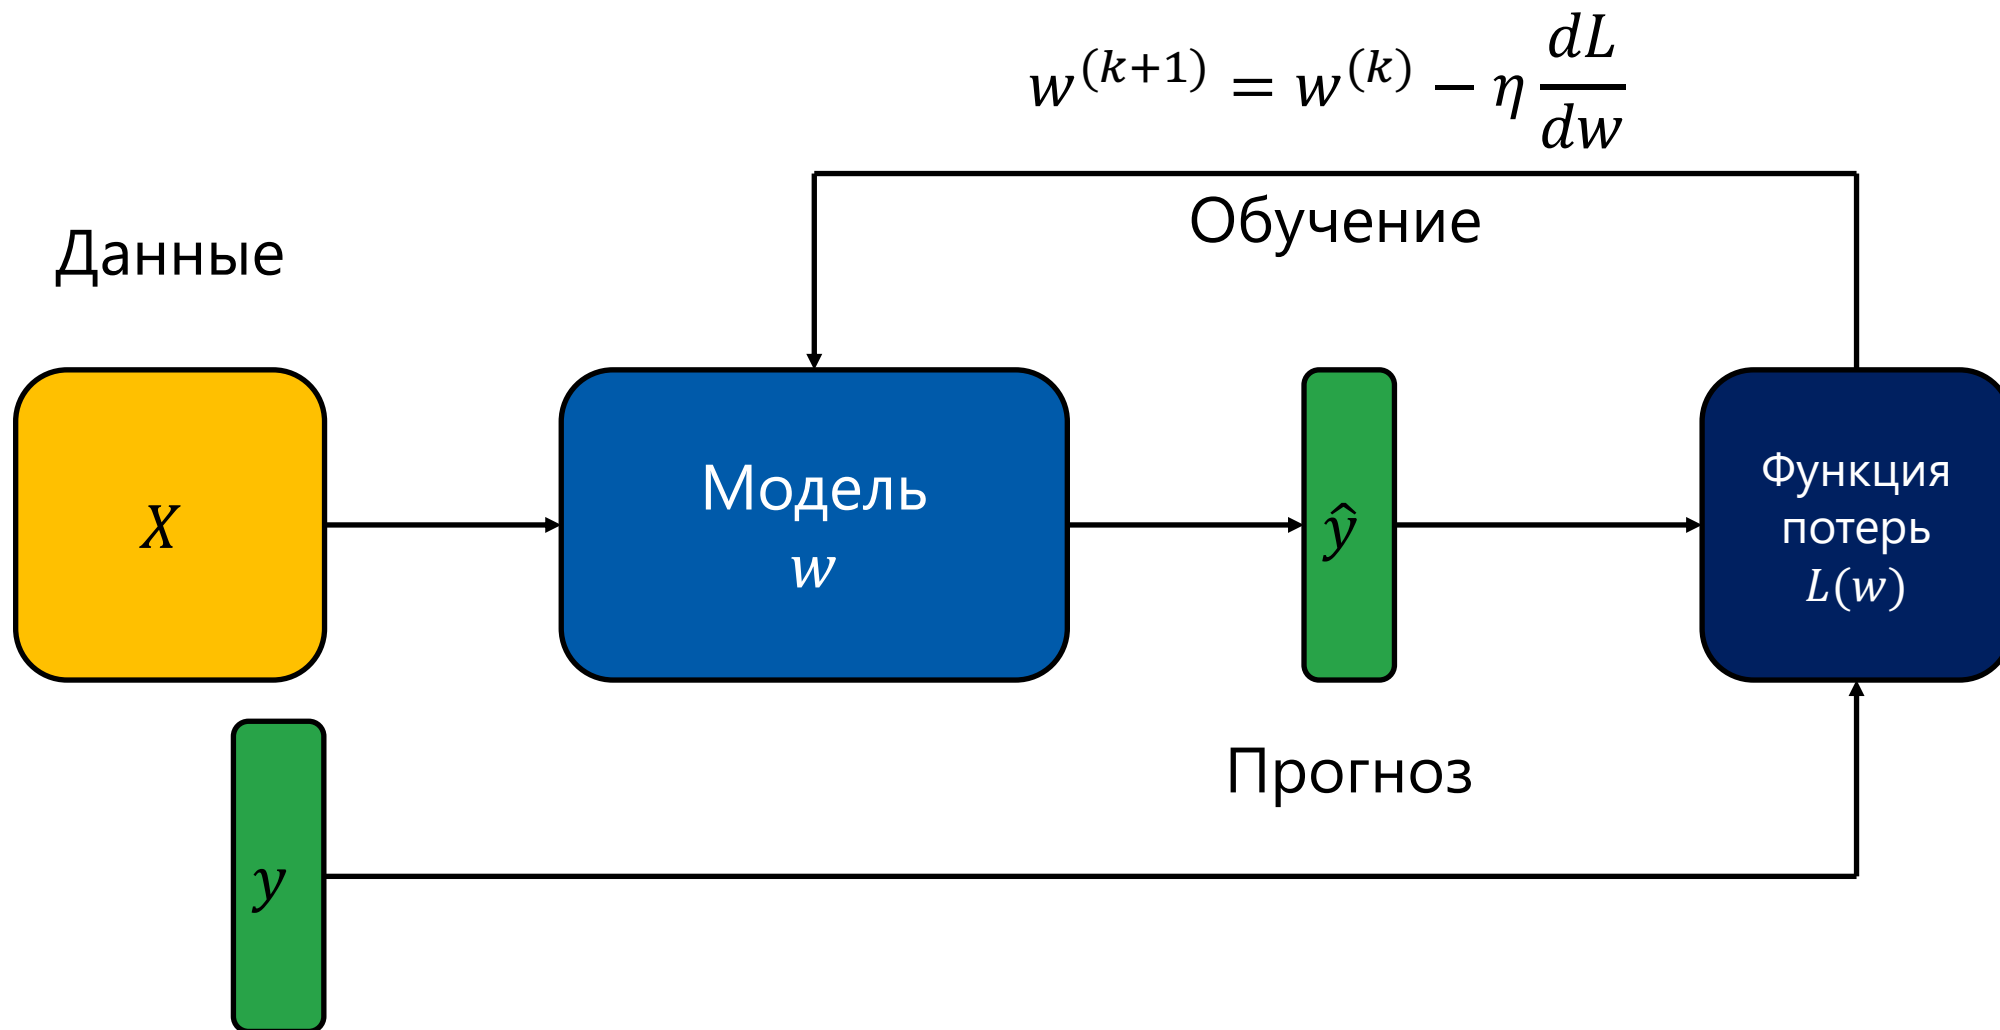 w^(k+1) = w^(k) − η dL/dw
Обучение
Данные
X
Модель
w
ŷ
Функция
потерь
L(w)
Прогноз
y